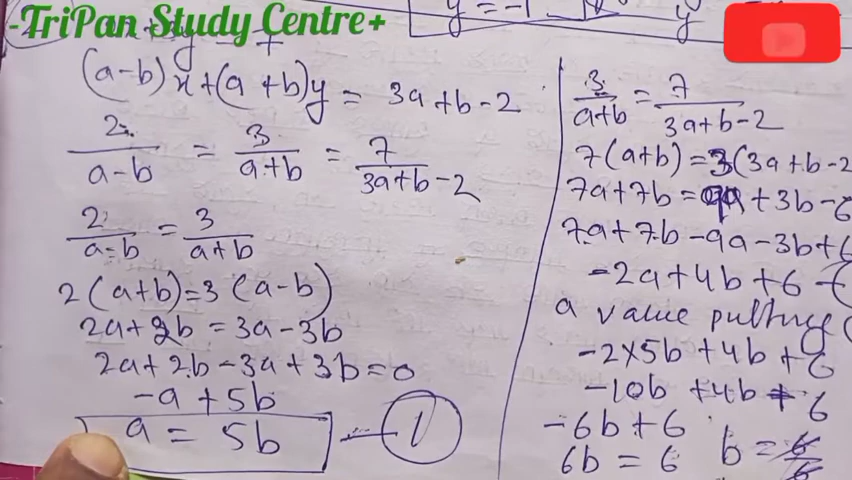 -TriPan Study Centre+
(a-b)x+(a+b)y = 3a+b-2
2/(a-b) = 3/(a+b) = 7/(3a+b-2)
2/(a-b) = 3/(a+b)
2(a+b)=3(a-b)
2a+2b = 3a-3b
2a+2b-3a+3b=0
-a+5b
a = 5b — 1
y = -1
y
3/(a+b) = 7/(3a+b-2)
7(a+b)=3(3a+b-2
7a+7b=9a+3b-6
7a+7b-9a-3b+6
-2a+4b+6-
a value putting
-2×5b+4b+6
-10b+4b+6
-6b+6
6b = 6 b = 6/6